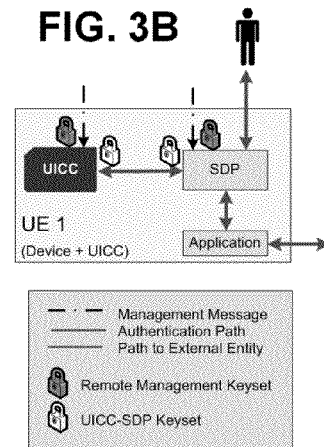 FIG. 3B
UICC
SDP
UE 1
(Device + UICC)
Application
Management Message
Authentication Path
Path to External Entity
Remote Management Keyset
UICC-SDP Keyset